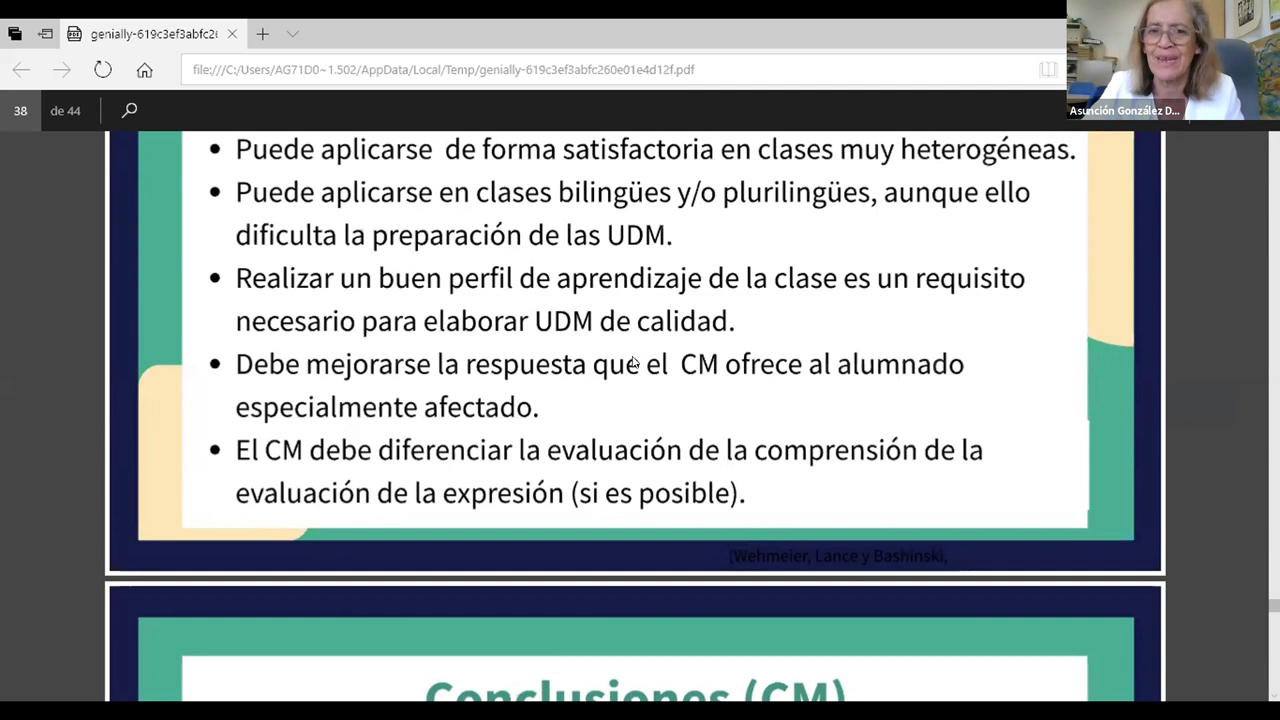 genially-619c3ef3abfc2
file:///C:/Users/AG71D0~1.502/AppData/Local/Temp/genially-619c3ef3abfc260e01e4d12f.pdf
Asunción González D...
38 de 44
• Puede aplicarse de forma satisfactoria en clases muy heterogéneas.
• Puede aplicarse en clases bilingües y/o plurilingües, aunque ello
dificulta la preparación de las UDM.
• Realizar un buen perfil de aprendizaje de la clase es un requisito
necesario para elaborar UDM de calidad.
• Debe mejorarse la respuesta que el CM ofrece al alumnado
especialmente afectado.
• El CM debe diferenciar la evaluación de la comprensión de la
evaluación de la expresión (si es posible).
(Wehmeier, Lance y Bashinski,
Conclusiones (CM)